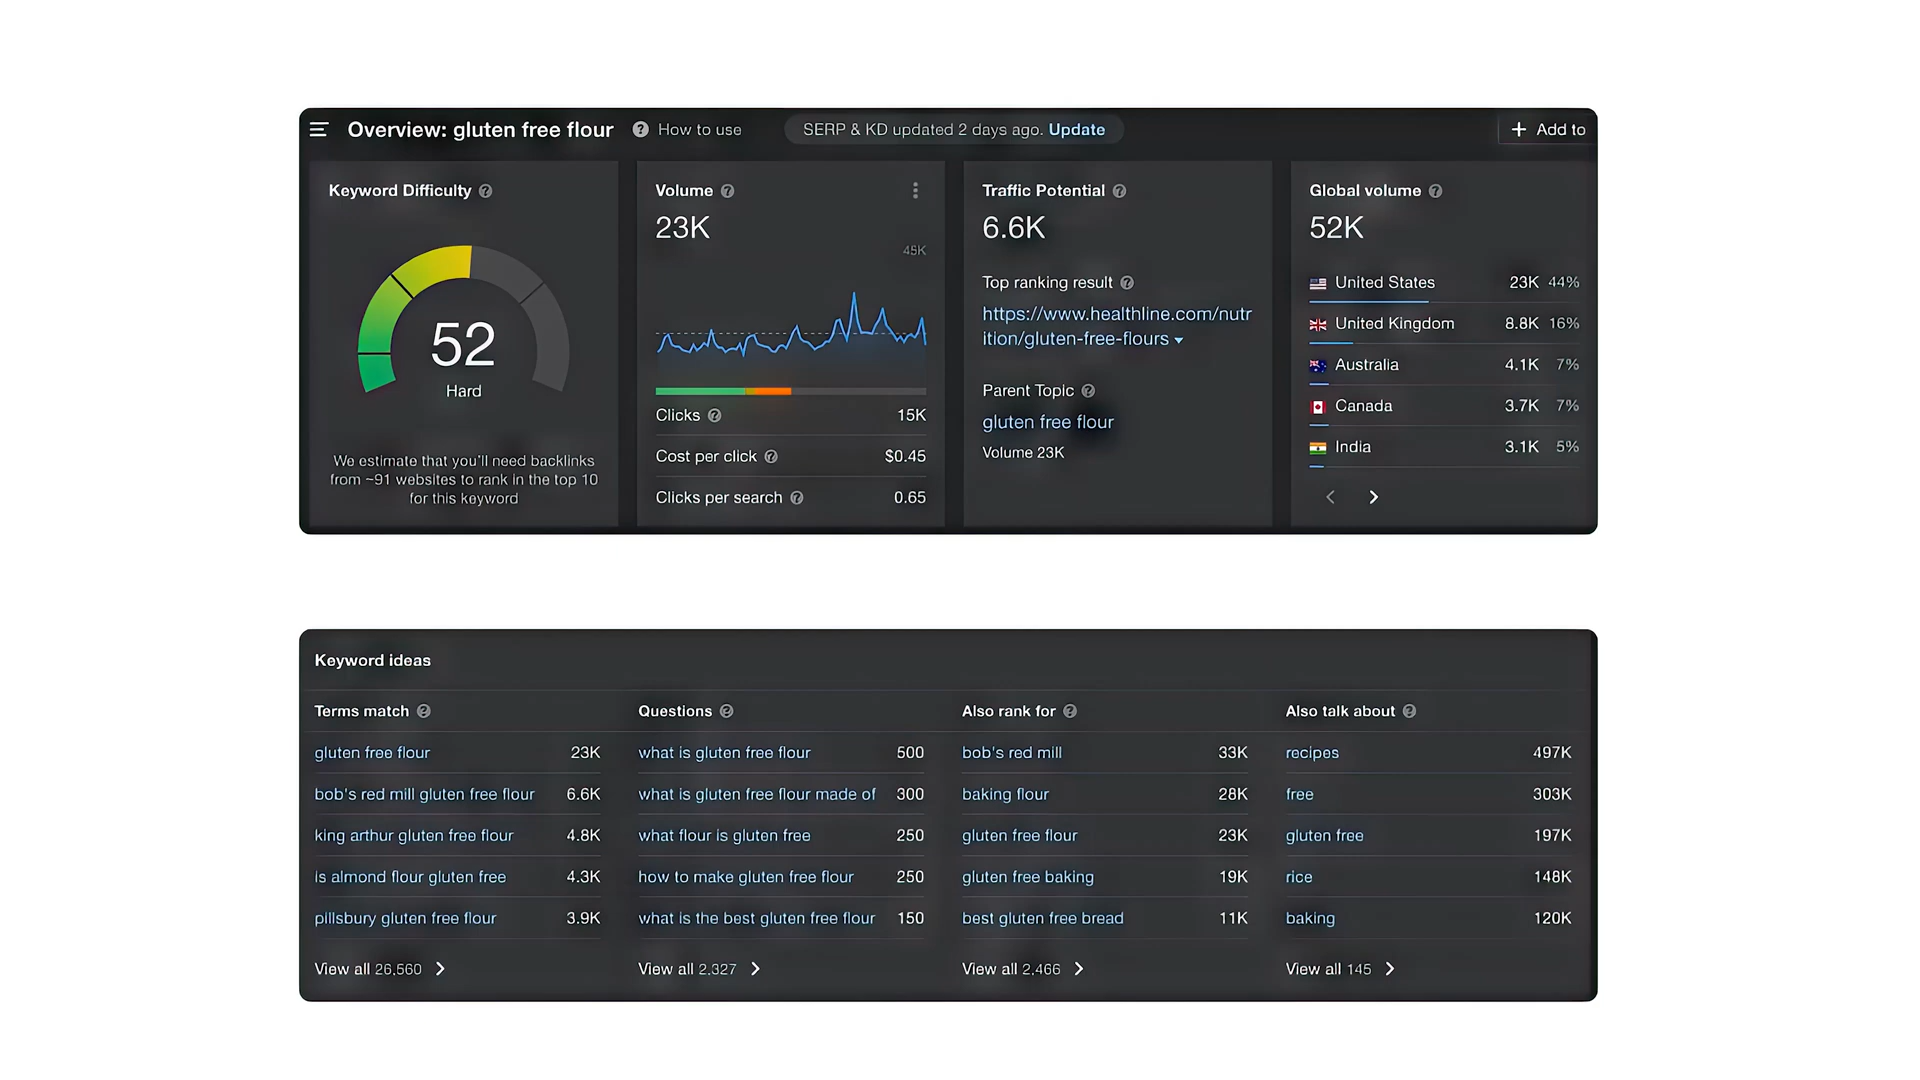 Overview: gluten free flour ? How to use SERP & KD updated 2 days ago. Update + Add to
Keyword Difficulty ?
52
Hard
We estimate that you'll need backlinks
from ~91 websites to rank in the top 10
for this keyword
Volume ?
23K
45K
Clicks ? 15K
Cost per click ? $0.45
Clicks per search ? 0.65
Traffic Potential ?
6.6K
Top ranking result ?
https://www.healthline.com/nutr
ition/gluten-free-flours
Parent Topic ?
gluten free flour
Volume 23K
Global volume ?
52K
United States 23K 44%
United Kingdom 8.8K 16%
Australia 4.1K 7%
Canada 3.7K 7%
India 3.1K 5%
Keyword ideas
Terms match ?
gluten free flour 23K
bob's red mill gluten free flour 6.6K
king arthur gluten free flour 4.8K
is almond flour gluten free 4.3K
pillsbury gluten free flour 3.9K
View all 26,560
Questions ?
what is gluten free flour 500
what is gluten free flour made of 300
what flour is gluten free 250
how to make gluten free flour 250
what is the best gluten free flour 150
View all 2,327
Also rank for ?
bob's red mill 33K
baking flour 28K
gluten free flour 23K
gluten free baking 19K
best gluten free bread 11K
View all 2,466
Also talk about ?
recipes 497K
free 303K
gluten free 197K
rice 148K
baking 120K
View all 145